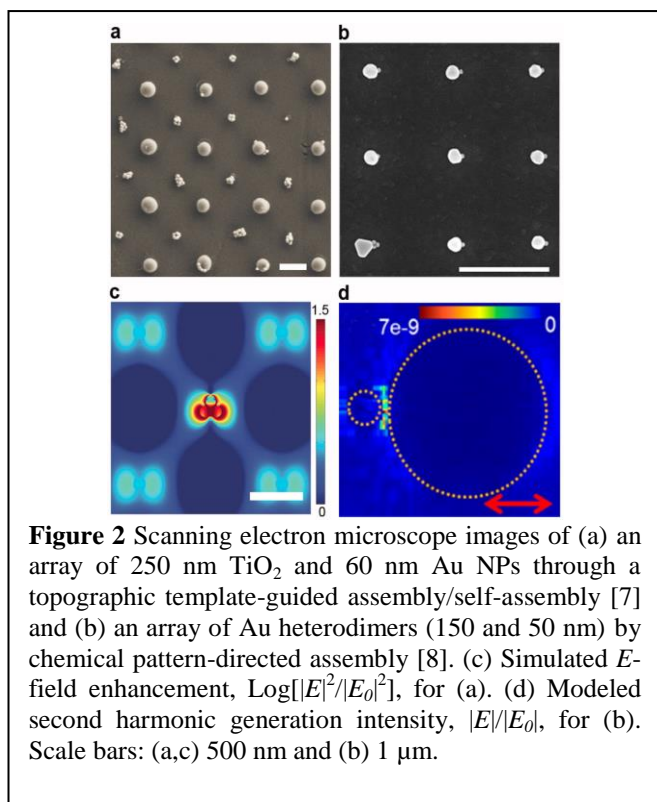 a
b
c
1.5
0
d
7e-9
0
Figure 2 Scanning electron microscope images of (a) an
array of 250 nm TiO₂ and 60 nm Au NPs through a
topographic template-guided assembly/self-assembly [7]
and (b) an array of Au heterodimers (150 and 50 nm) by
chemical pattern-directed assembly [8]. (c) Simulated E-
field enhancement, Log[|E|²/|E₀|²], for (a). (d) Modeled
second harmonic generation intensity, |E|/|E₀|, for (b).
Scale bars: (a,c) 500 nm and (b) 1 µm.